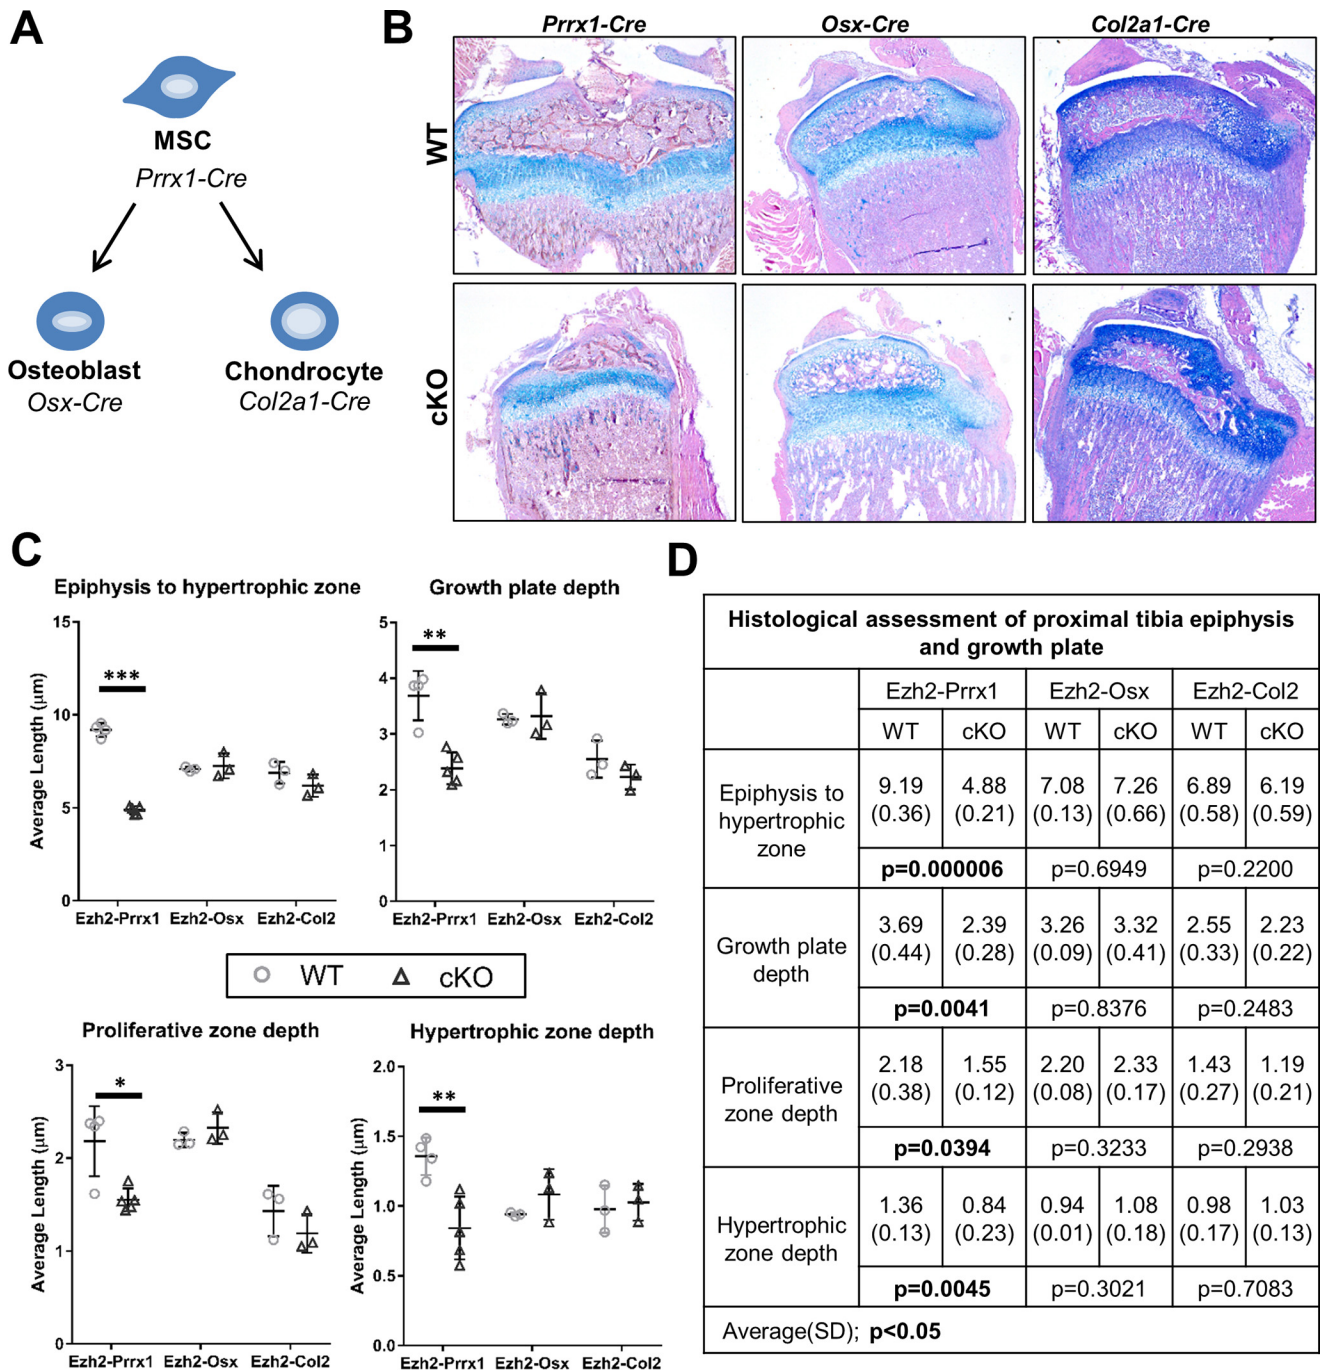 A
MSC
Prrx1-Cre
Osteoblast
Osx-Cre
Chondrocyte
Col2a1-Cre
B
Prrx1-Cre
Osx-Cre
Col2a1-Cre
WT
cKO
C
Epiphysis to hypertrophic zone
Average Length (μm)
15
10
5
0
***
Ezh2-Prrx1
Ezh2-Osx
Ezh2-Col2
Growth plate depth
5
4
3
2
1
0
**
Ezh2-Prrx1
Ezh2-Osx
Ezh2-Col2
WT
cKO
Proliferative zone depth
Average Length (μm)
3
2
1
0
*
Ezh2-Prrx1
Ezh2-Osx
Ezh2-Col2
Hypertrophic zone depth
Average Length (μm)
2.0
1.5
1.0
0.5
0.0
**
Ezh2-Prrx1
Ezh2-Osx
Ezh2-Col2
D
Histological assessment of proximal tibia epiphysis
and growth plate
Ezh2-Prrx1 Ezh2-Osx Ezh2-Col2
WT cKO WT cKO WT cKO
Epiphysis to
hypertrophic
zone
9.19 4.88 7.08 7.26 6.89 6.19
(0.36) (0.21) (0.13) (0.66) (0.58) (0.59)
p=0.000006 p=0.6949 p=0.2200
Growth plate
depth
3.69 2.39 3.26 3.32 2.55 2.23
(0.44) (0.28) (0.09) (0.41) (0.33) (0.22)
p=0.0041 p=0.8376 p=0.2483
Proliferative
zone depth
2.18 1.55 2.20 2.33 1.43 1.19
(0.38) (0.12) (0.08) (0.17) (0.27) (0.21)
p=0.0394 p=0.3233 p=0.2938
Hypertrophic
zone depth
1.36 0.84 0.94 1.08 0.98 1.03
(0.13) (0.23) (0.01) (0.18) (0.17) (0.13)
p=0.0045 p=0.3021 p=0.7083
Average(SD); p<0.05